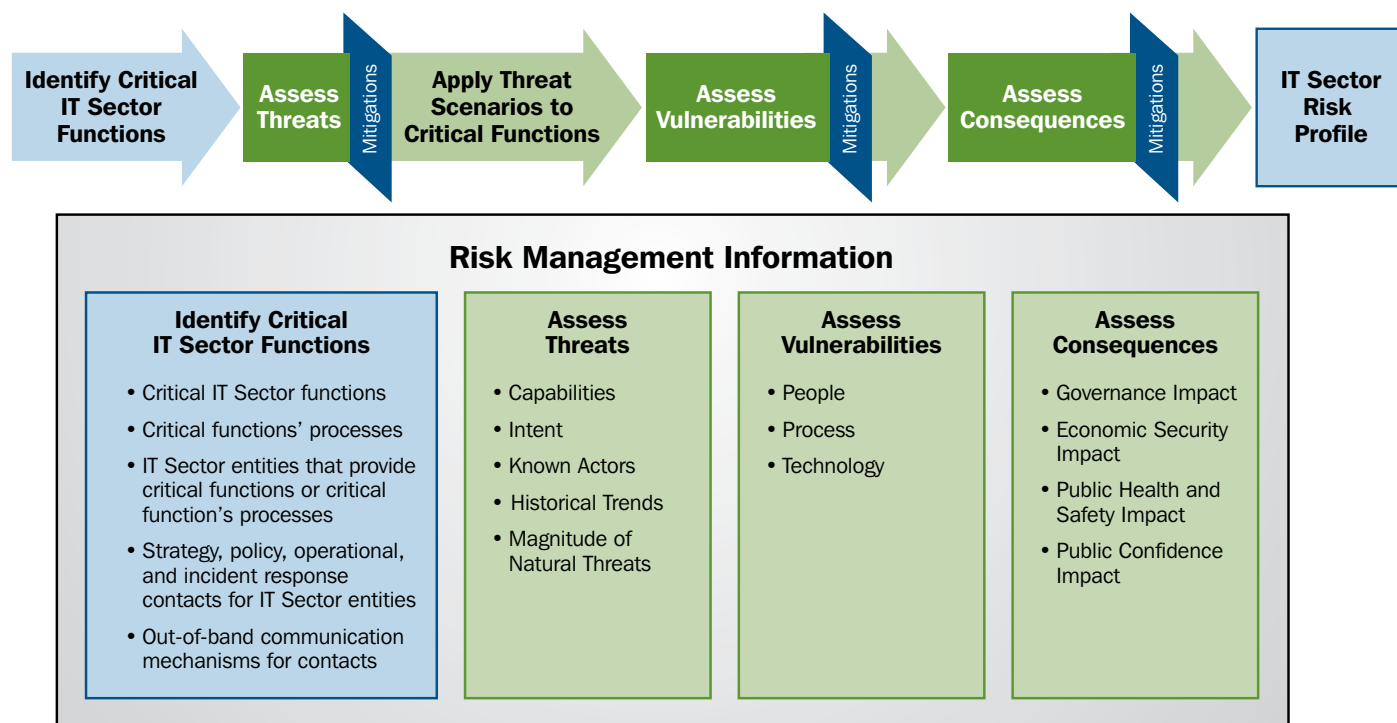 Identify Critical
IT Sector
Functions
Assess
Threats
Mitigations
Apply Threat
Scenarios to
Critical Functions
Assess
Vulnerabilities
Mitigations
Assess
Consequences
Mitigations
IT Sector
Risk
Profile
Risk Management Information
Identify Critical
IT Sector Functions
• Critical IT Sector functions
• Critical functions’ processes
• IT Sector entities that provide
critical functions or critical
function’s processes
• Strategy, policy, operational,
and incident response
contacts for IT Sector entities
• Out-of-band communication
mechanisms for contacts
Assess
Threats
• Capabilities
• Intent
• Known Actors
• Historical Trends
• Magnitude of
Natural Threats
Assess
Vulnerabilities
• People
• Process
• Technology
Assess
Consequences
• Governance Impact
• Economic Security
Impact
• Public Health and
Safety Impact
• Public Confidence
Impact